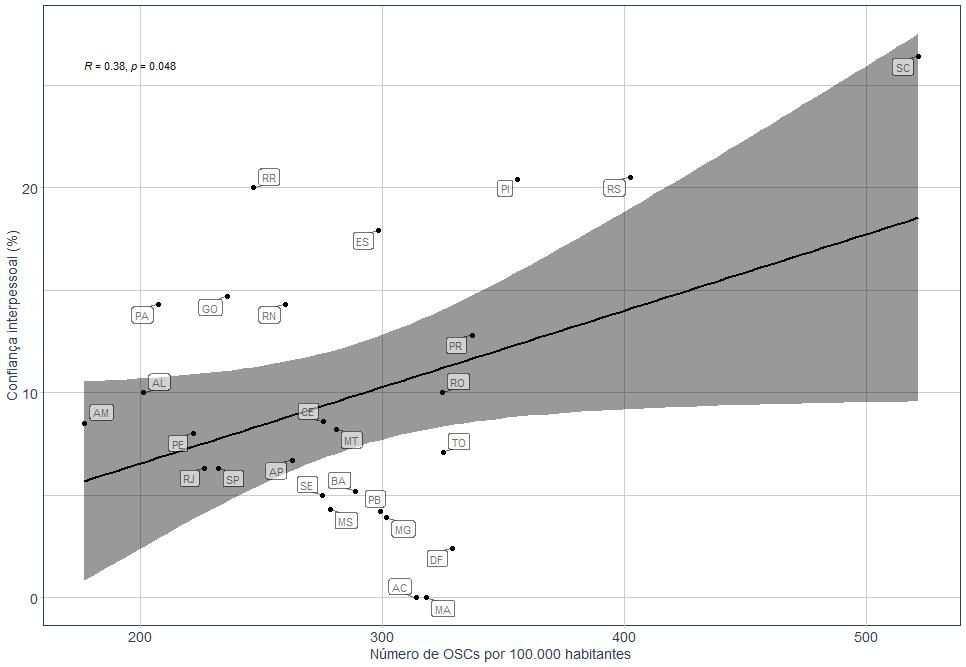 R = 0.38, p = 0.048
SC
RR
20
PI
RS
ES
PA
GO
RN
PR
AL
RO
10
AM
CE
PE
MT
TO
RJ
SP
AP
SE
BA
PB
MS
MG
DF
AC
0
MA
Confiança interpessoal (%)
200
300
400
500
Número de OSCs por 100.000 habitantes